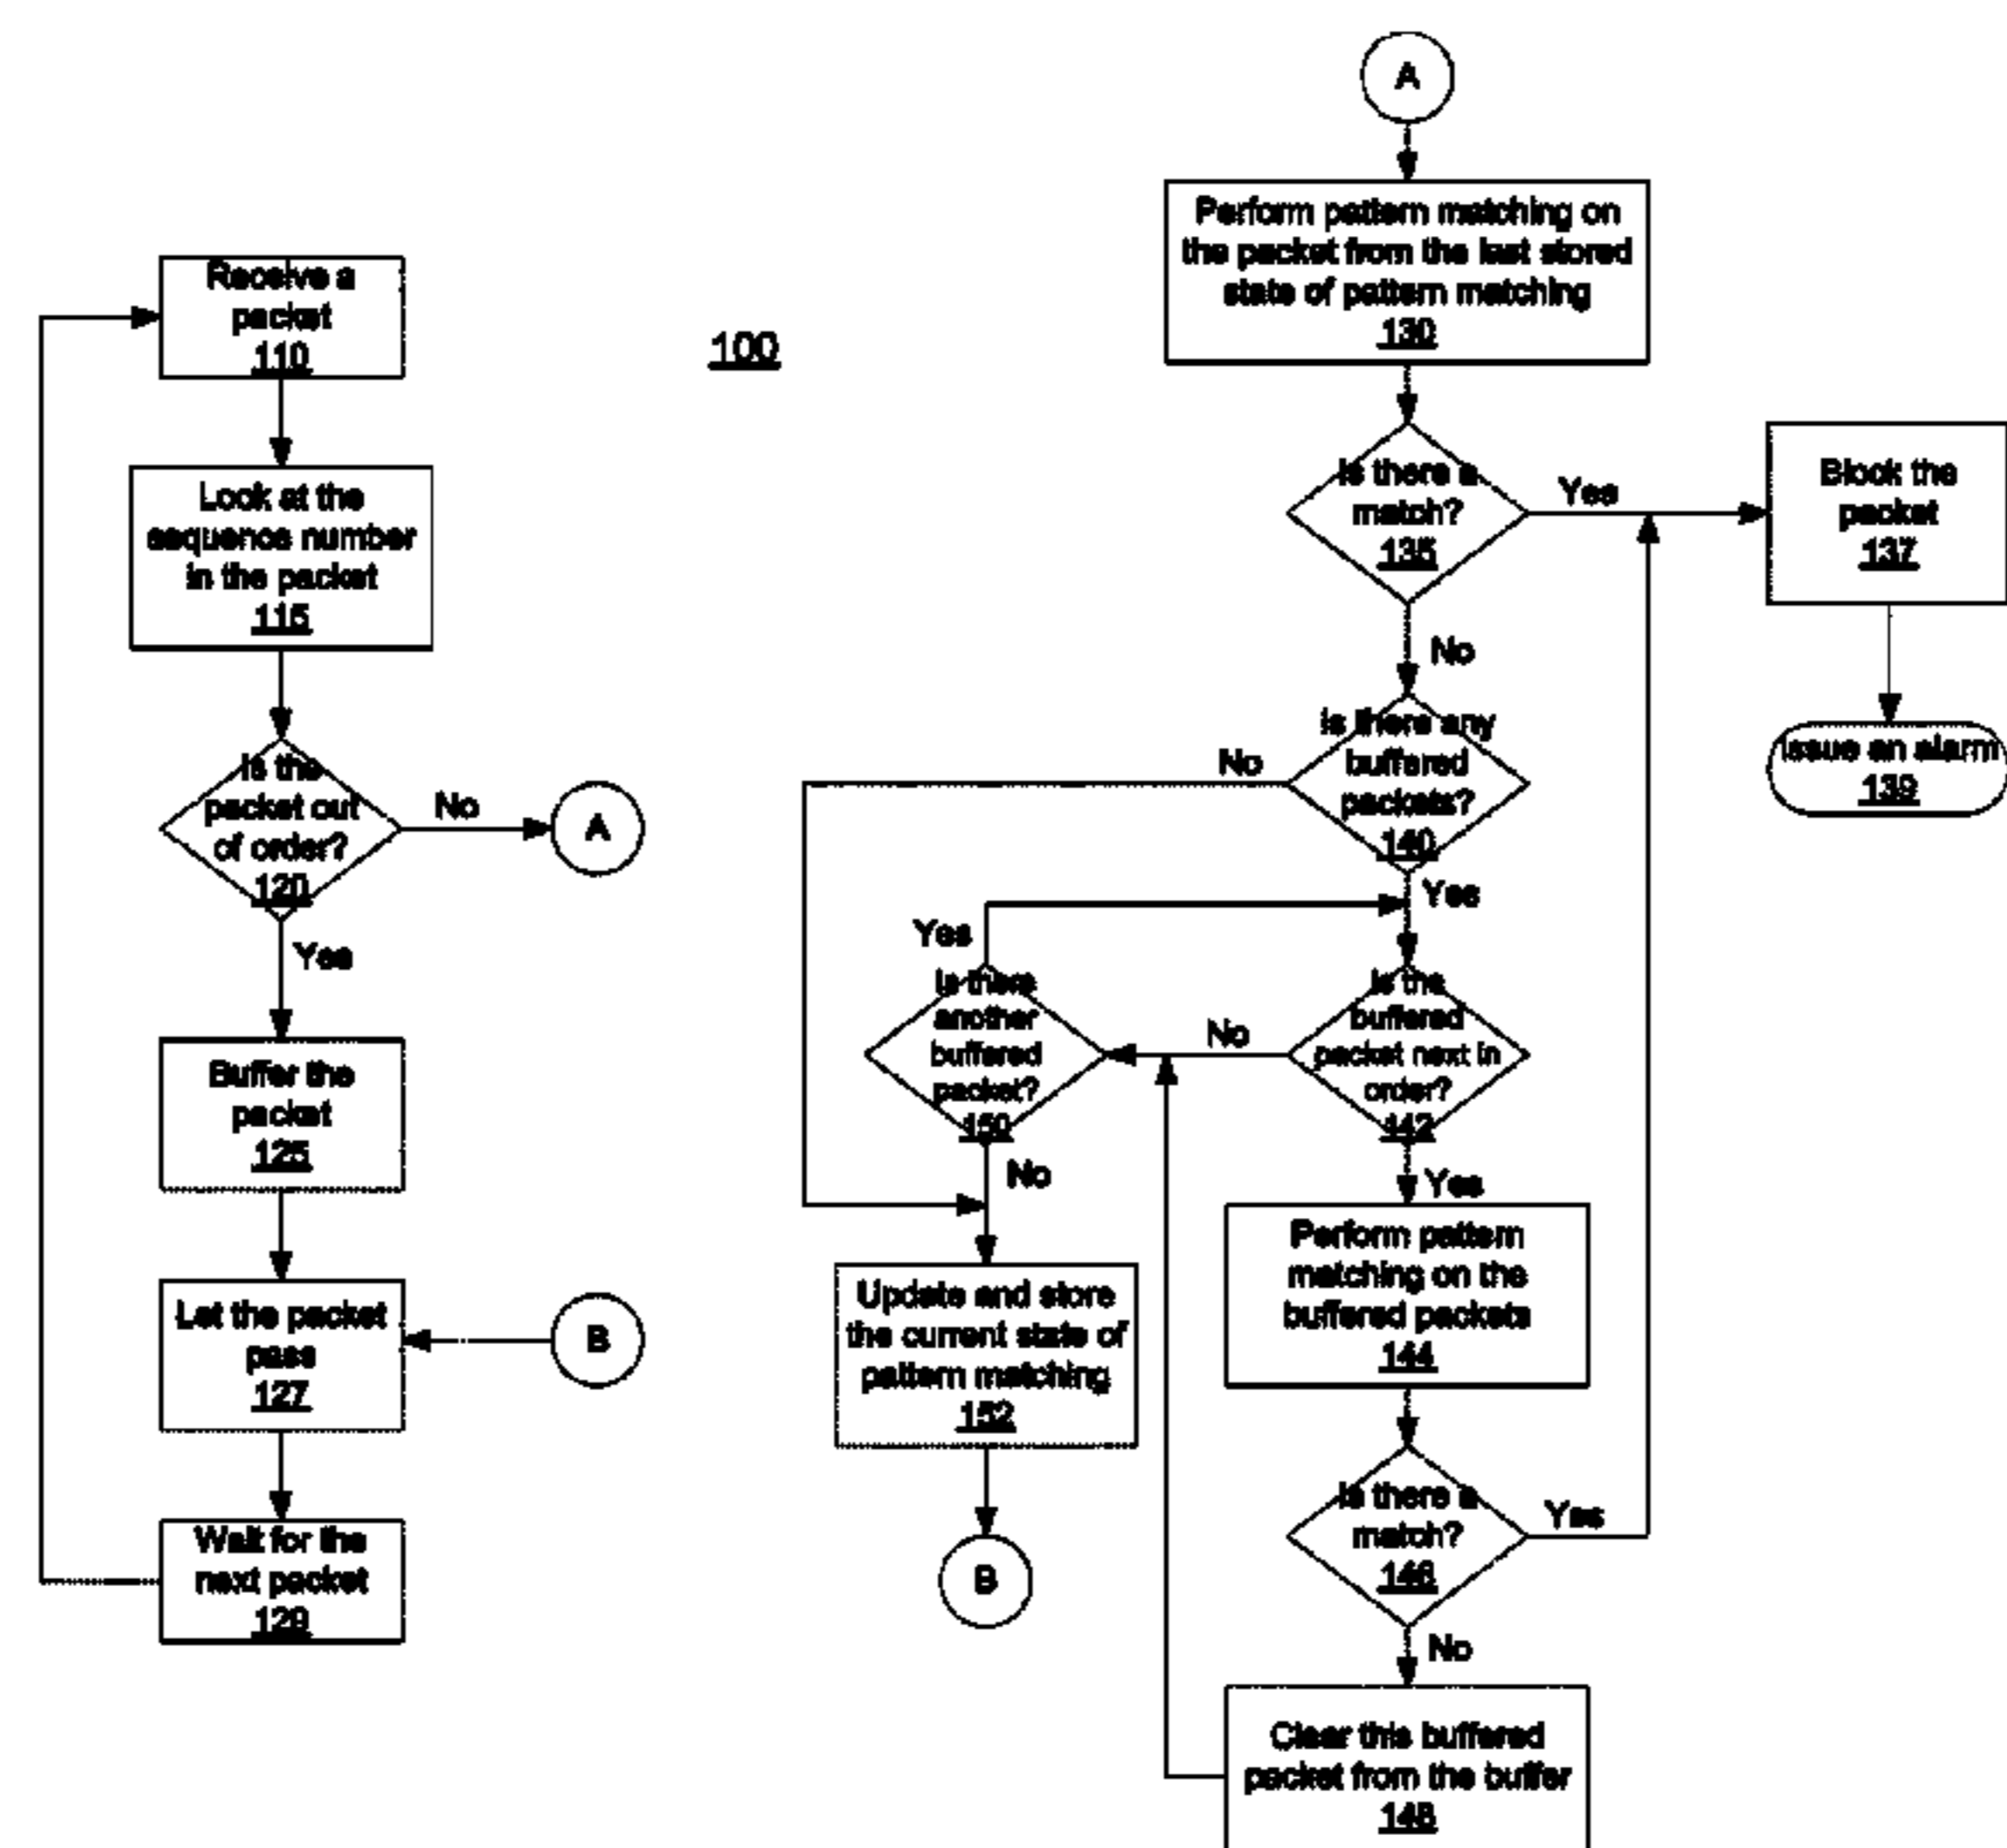 Receive a
packet
110
Look at the
sequence number
in the packet
115
Is the
packet out
of order?
120
No
A
Yes
Buffer the
packet
125
Let the packet
pass
127
B
Wait for the
next packet
129
100
A
Perform pattern matching on
the packet from the last stored
state of pattern matching
130
Is there a
match?
135
Yes
Block the
packet
137
Issue an alarm
139
No
Is there any
buffered
packets?
140
No
Yes
Is the
buffered
packet next in
order?
142
No
Is there
another
buffered
packet?
150
Yes
No
Update and store
the current state of
pattern matching
152
B
Yes
Perform pattern
matching on the
buffered packets
144
Is there a
match?
146
Yes
No
Clear this buffered
packet from the buffer
148